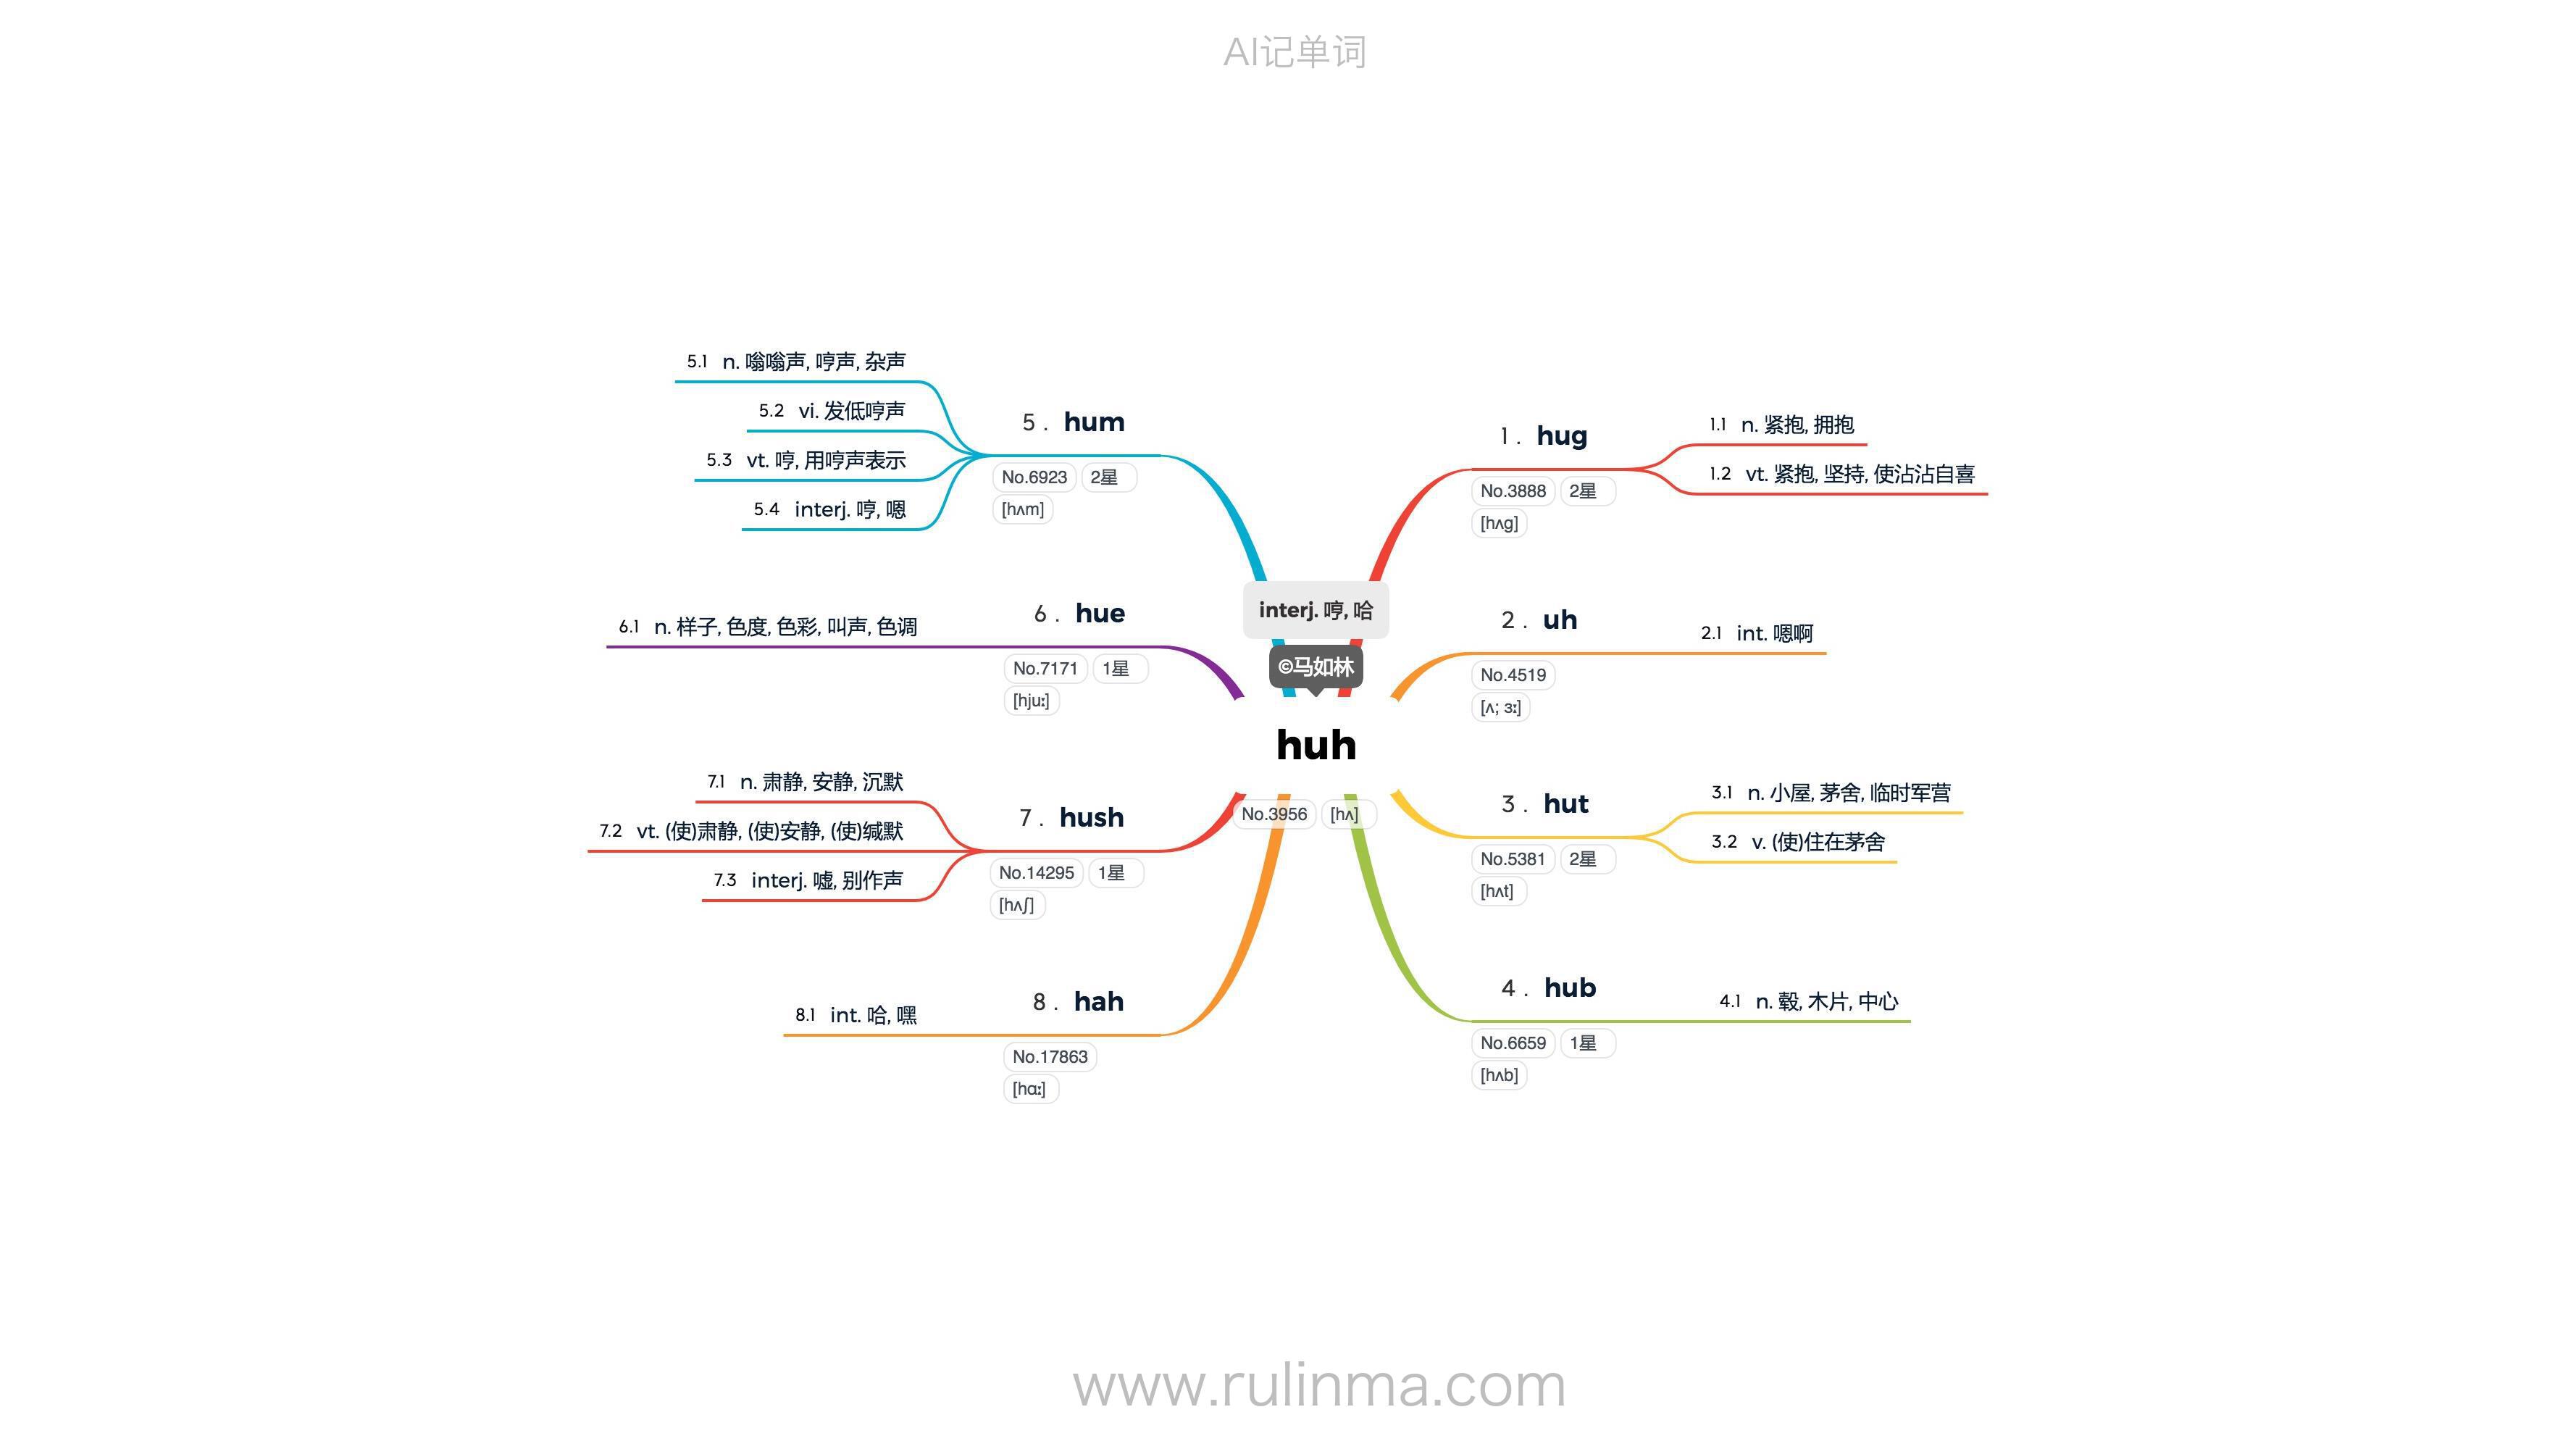 AI记单词
interj. 哼, 哈
©马如林
huh
No.3956 [hʌ]
1 . hug
No.3888 2星
[hʌg]
1.1 n. 紧抱, 拥抱
1.2 vt. 紧抱, 坚持, 使沾沾自喜
2 . uh
No.4519
[ʌ; ɜː]
2.1 int. 嗯啊
3 . hut
No.5381 2星
[hʌt]
3.1 n. 小屋, 茅舍, 临时军营
3.2 v. (使)住在茅舍
4 . hub
No.6659 1星
[hʌb]
4.1 n. 毂, 木片, 中心
5 . hum
No.6923 2星
[hʌm]
5.1 n. 嗡嗡声, 哼声, 杂声
5.2 vi. 发低哼声
5.3 vt. 哼, 用哼声表示
5.4 interj. 哼, 嗯
6 . hue
No.7171 1星
[hjuː]
6.1 n. 样子, 色度, 色彩, 叫声, 色调
7 . hush
No.14295 1星
[hʌʃ]
7.1 n. 肃静, 安静, 沉默
7.2 vt. (使)肃静, (使)安静, (使)缄默
7.3 interj. 嘘, 别作声
8 . hah
No.17863
[hɑː]
8.1 int. 哈, 嘿
www.rulinma.com